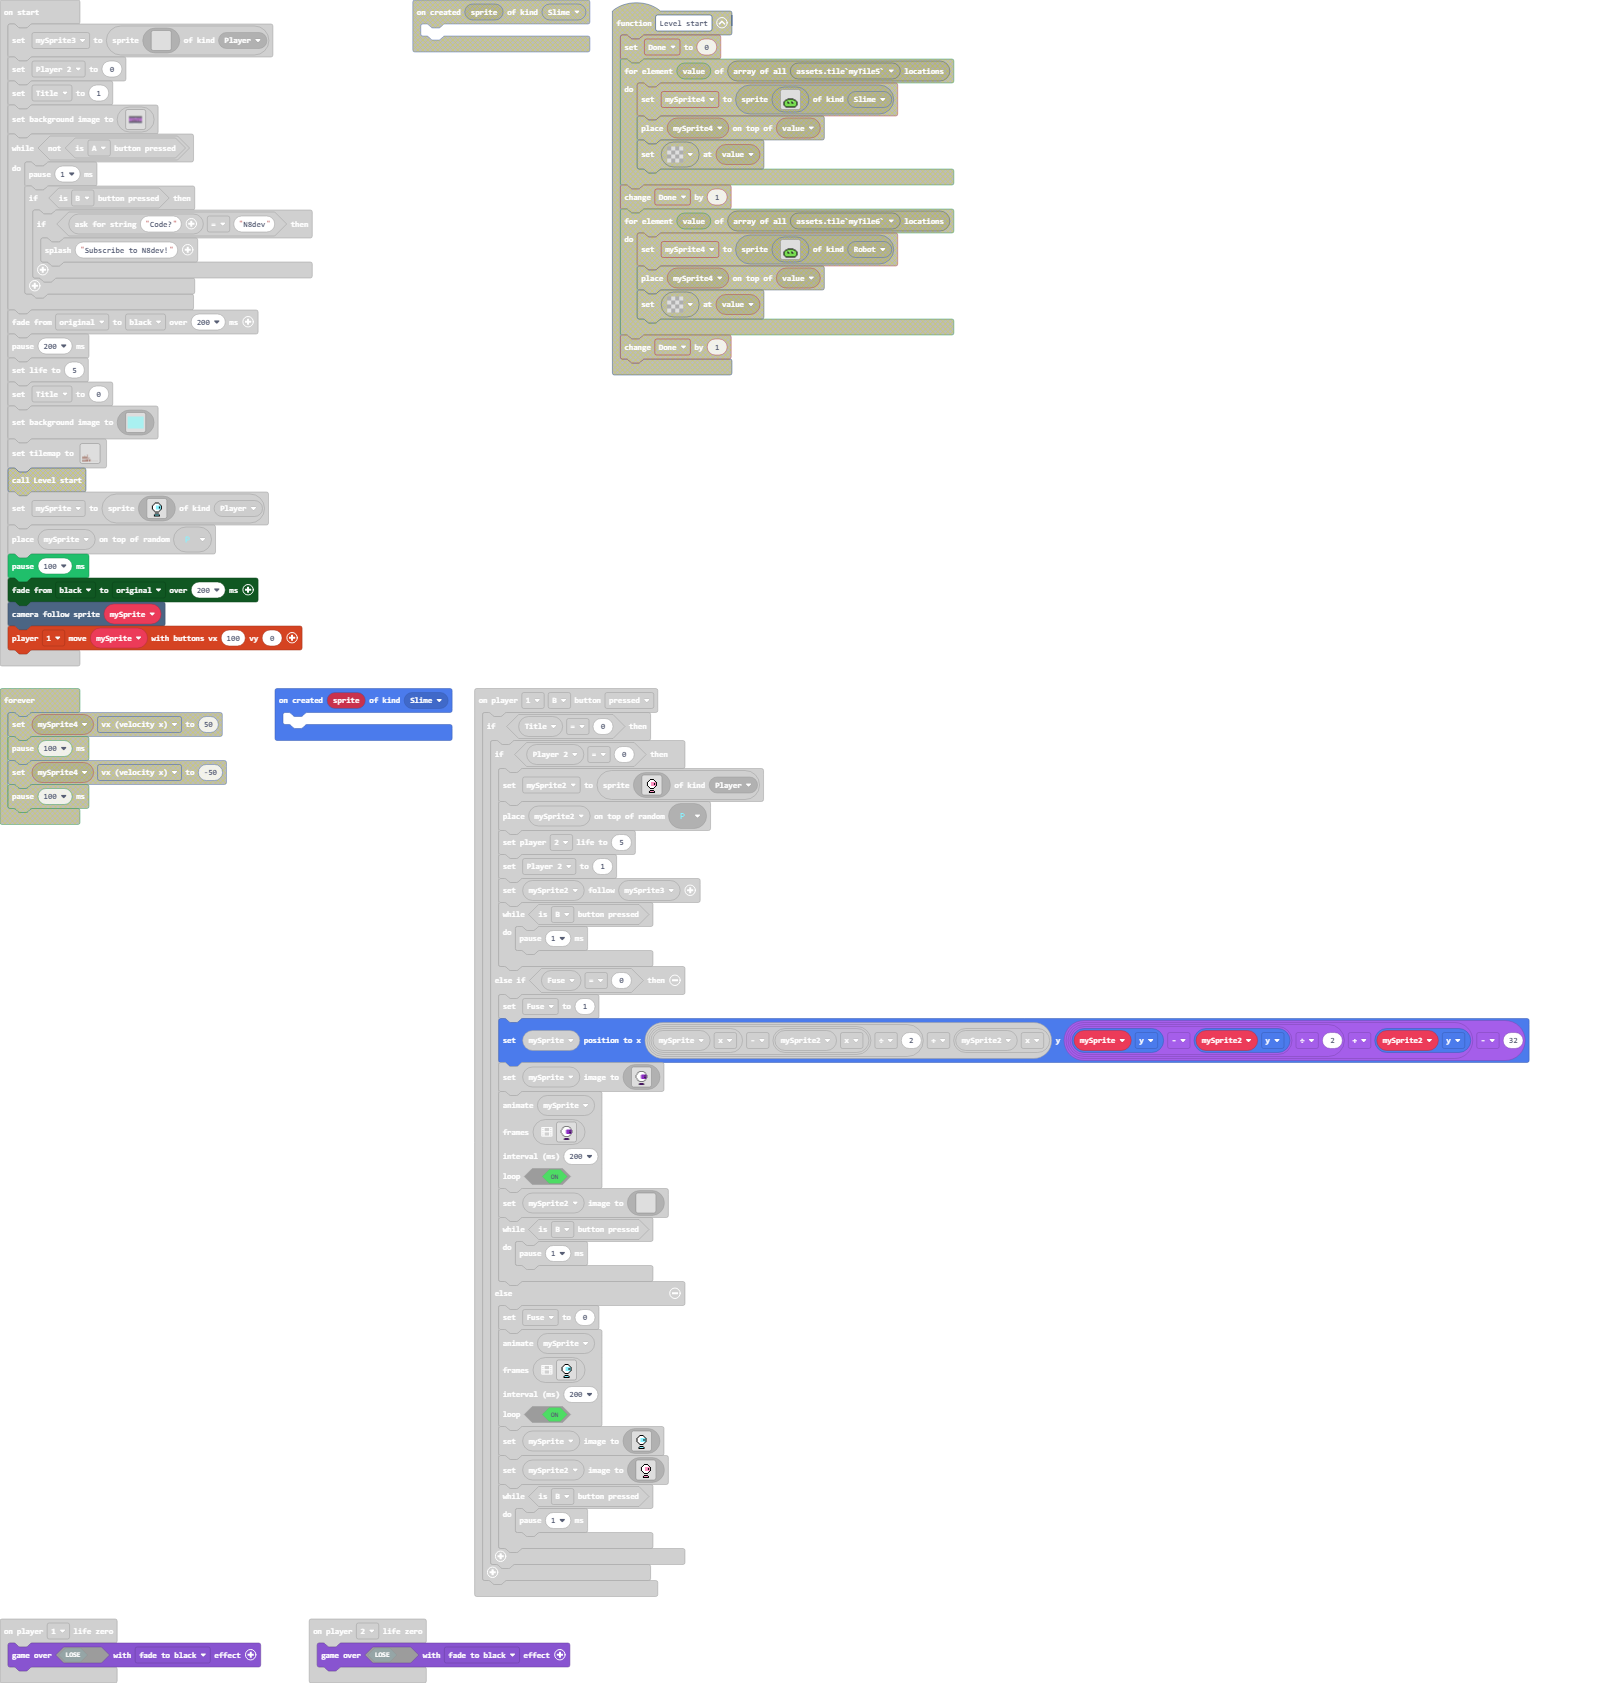 on start
set mySprite3 to sprite of kind Player
set Player 2 to 0
set Title to 1
set background image to
while not is A button pressed
do pause 1 ms
if is B button pressed then
if ask for string "Code?" = "N8dev" then
splash "Subscribe to N8dev!"
fade from original to black over 200 ms
pause 200 ms
set life to 5
set Title to 0
set background image to
set tilemap to
call Level start
set mySprite to sprite of kind Player
place mySprite on top of random
pause 100 ms
fade from black to original over 200 ms
camera follow sprite mySprite
player 1 move mySprite with buttons vx 100 vy 0
on created sprite of kind Slime
function Level start
set Done to 0
for element value of array of all assets.tile`myTile5` locations
do
set mySprite4 to sprite of kind Slime
place mySprite4 on top of value
set at value
change Done by 1
for element value of array of all assets.tile`myTile6` locations
do
set mySprite4 to sprite of kind Robot
place mySprite4 on top of value
set at value
change Done by 1
forever
set mySprite4 vx (velocity x) to 50
pause 100 ms
set mySprite4 vx (velocity x) to -50
pause 100 ms
on created sprite of kind Slime
on player 1 B button pressed
if Title = 0 then
if Player 2 = 0 then
set mySprite2 to sprite of kind Player
place mySprite2 on top of random P
set player 2 life to 5
set Player 2 to 1
set mySprite2 follow mySprite3
while is B button pressed
do
pause 1 ms
else if Fuse = 0 then
set Fuse to 1
set mySprite position to x mySprite x - mySprite2 x ÷ 2 + mySprite2 x y mySprite y - mySprite2 y ÷ 2 + mySprite2 y - 32
set mySprite image to
animate mySprite
frames
interval (ms) 200
loop ON
set mySprite2 image to
while is B button pressed
do
pause 1 ms
else
set Fuse to 0
animate mySprite
frames
interval (ms) 200
loop ON
set mySprite image to
set mySprite2 image to
while is B button pressed
do
pause 1 ms
on player 1 life zero
game over LOSE with fade to black effect
on player 2 life zero
game over LOSE with fade to black effect